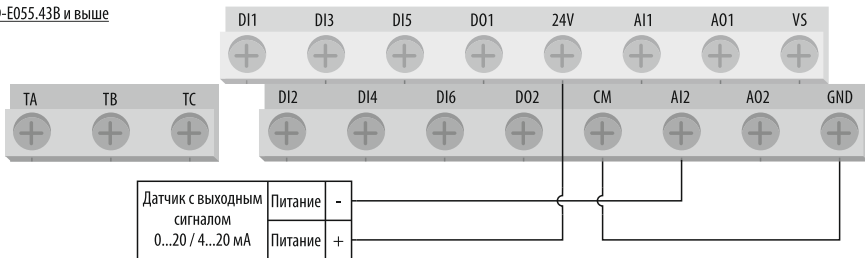 -E055.43B и выше
DI1 DI3 DI5 DO1 24V AI1 AO1 VS
TA TB TC DI2 DI4 DI6 DO2 CM AI2 AO2 GND
Датчик с выходным Питание -
сигналом
0...20 / 4...20 мА Питание +